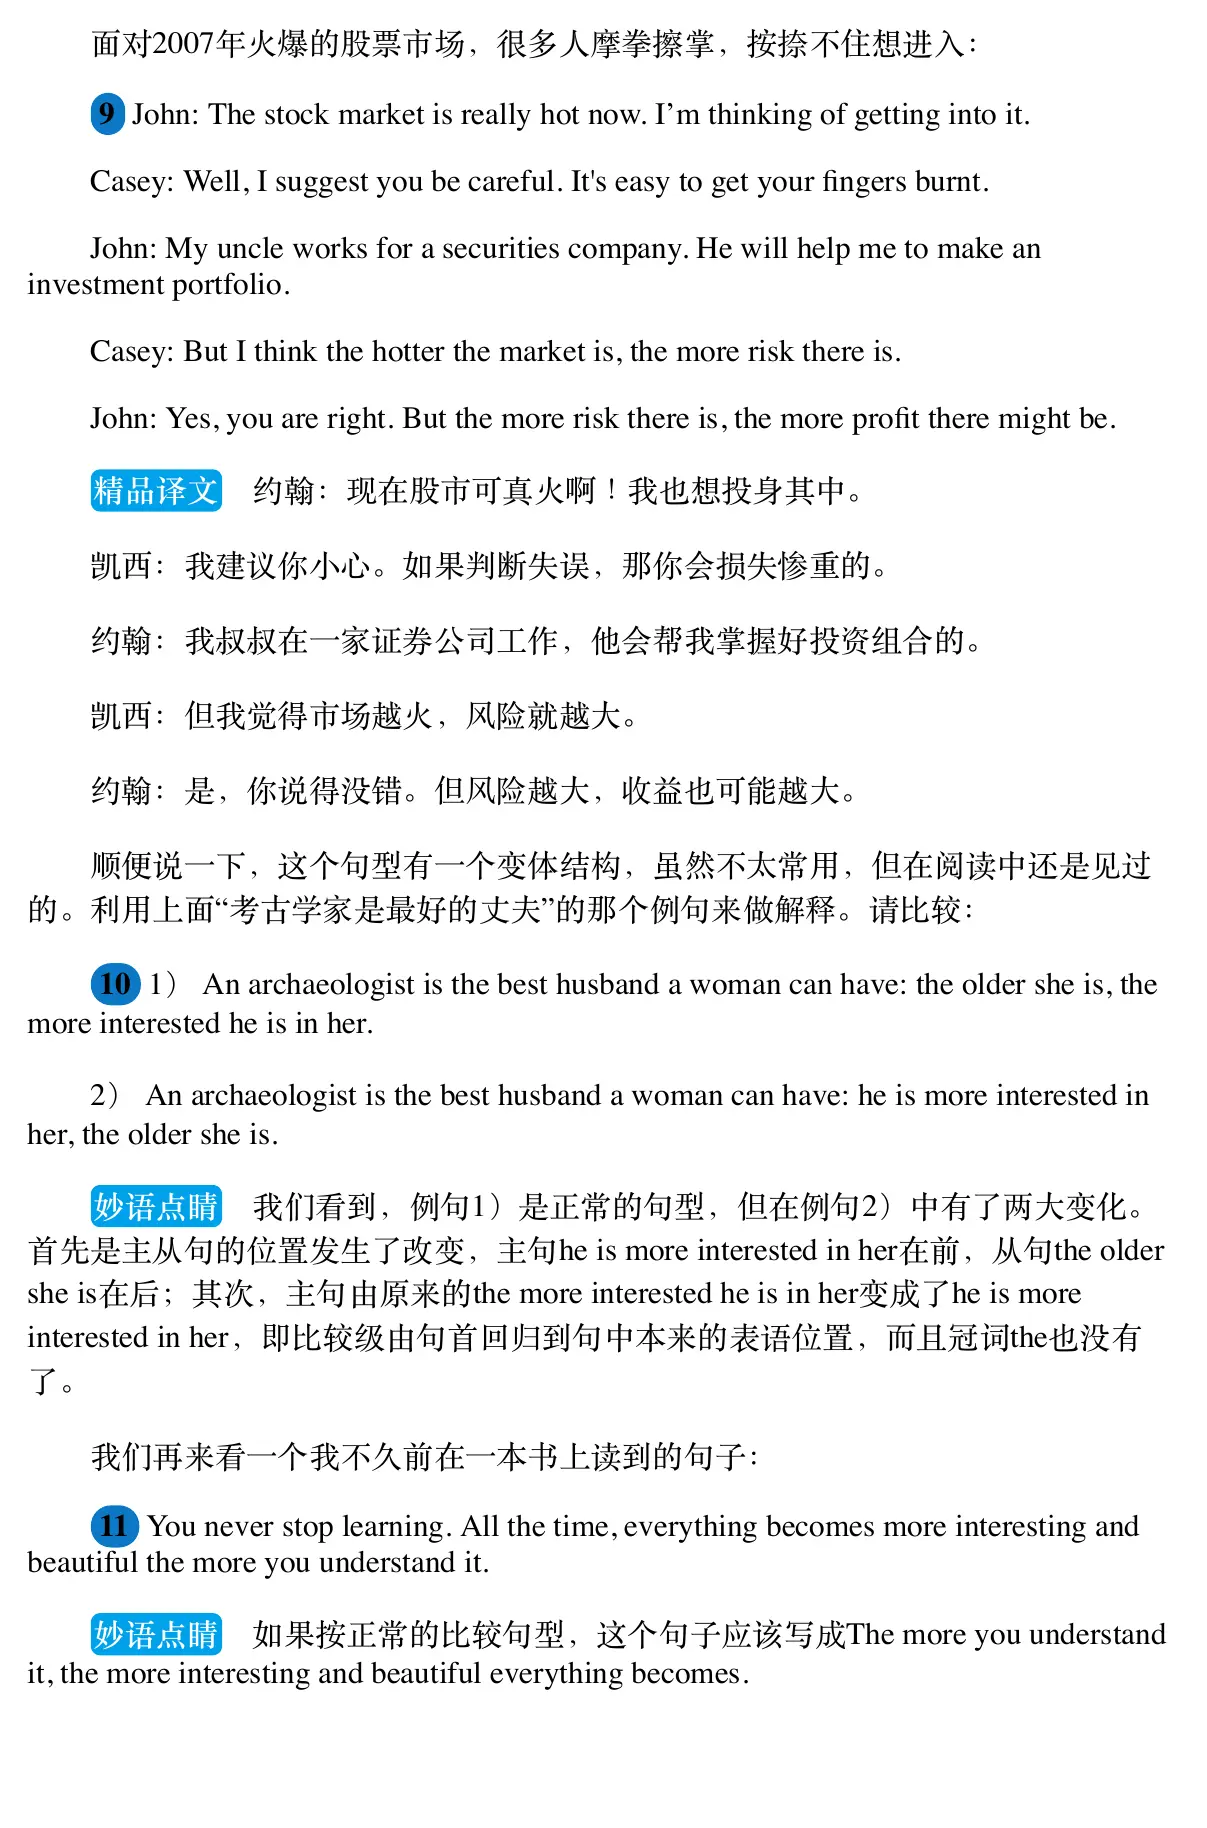 面对2007年火爆的股票市场，很多人摩拳擦掌，按捺不住想进入：
9 John: The stock market is really hot now. I’m thinking of getting into it.
Casey: Well, I suggest you be careful. It's easy to get your fingers burnt.
John: My uncle works for a securities company. He will help me to make an
investment portfolio.
Casey: But I think the hotter the market is, the more risk there is.
John: Yes, you are right. But the more risk there is, the more profit there might be.
精品译文　约翰：现在股市可真火啊！我也想投身其中。
凯西：我建议你小心。如果判断失误，那你会损失惨重的。
约翰：我叔叔在一家证券公司工作，他会帮我掌握好投资组合的。
凯西：但我觉得市场越火，风险就越大。
约翰：是，你说得没错。但风险越大，收益也可能越大。
顺便说一下，这个句型有一个变体结构，虽然不太常用，但在阅读中还是见过
的。利用上面“考古学家是最好的丈夫”的那个例句来做解释。请比较：
10 1） An archaeologist is the best husband a woman can have: the older she is, the
more interested he is in her.
2） An archaeologist is the best husband a woman can have: he is more interested in
her, the older she is.
妙语点睛　我们看到，例句1）是正常的句型，但在例句2）中有了两大变化。
首先是主从句的位置发生了改变，主句he is more interested in her在前，从句the older
she is在后；其次，主句由原来的the more interested he is in her变成了he is more
interested in her，即比较级由句首回归到句中本来的表语位置，而且冠词the也没有
了。
我们再来看一个我不久前在一本书上读到的句子：
11 You never stop learning. All the time, everything becomes more interesting and
beautiful the more you understand it.
妙语点睛　如果按正常的比较句型，这个句子应该写成The more you understand
it, the more interesting and beautiful everything becomes.